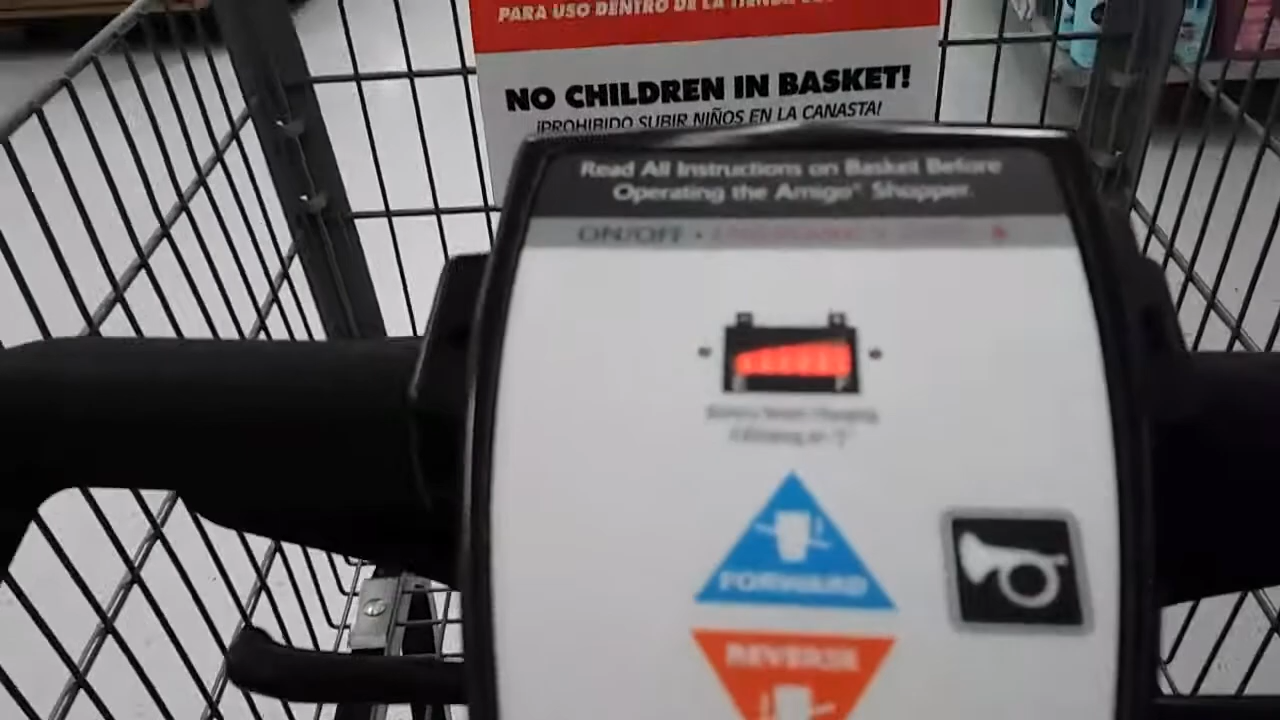 PARA USO DENTRO DE LA TIENDA
NO CHILDREN IN BASKET!
¡PROHIBIDO SUBIR NIÑOS EN LA CANASTA!
Read All Instructions on Basket Before
Operating the Amigo® Shopper.
ON/OFF •
FORWARD
REVERSE